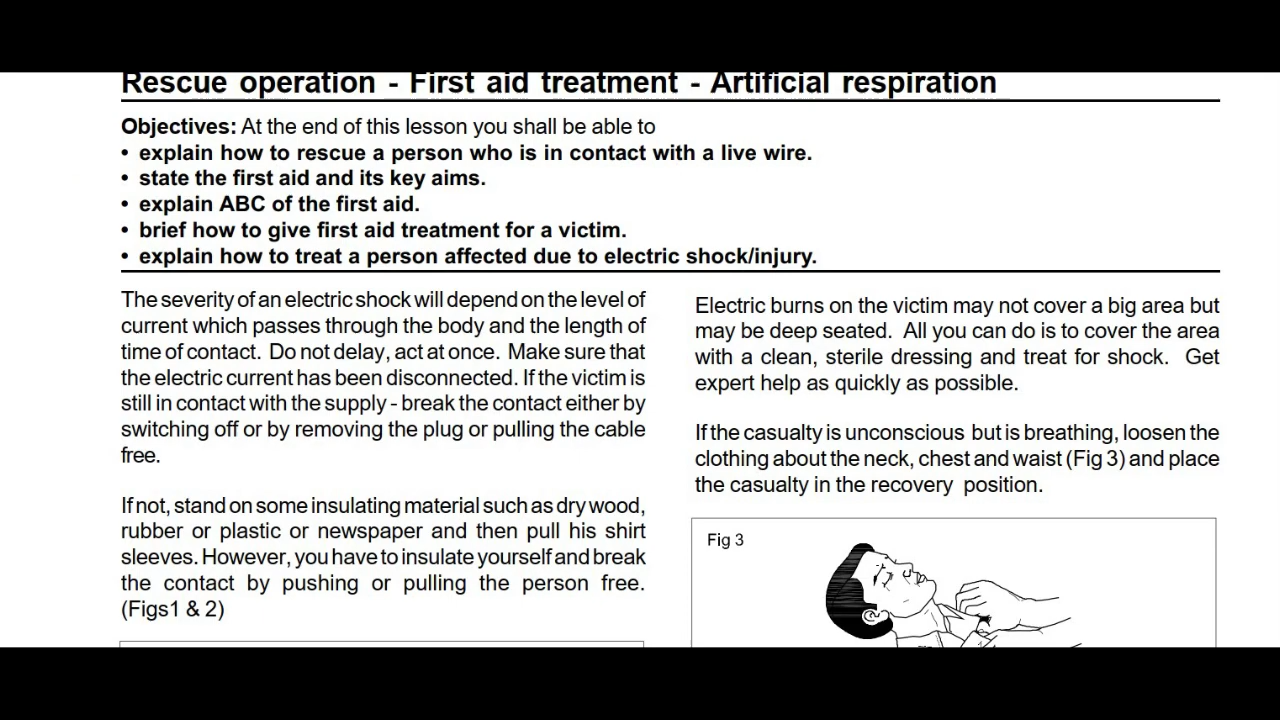 Rescue operation - First aid treatment - Artificial respiration
Objectives: At the end of this lesson you shall be able to
• explain how to rescue a person who is in contact with a live wire.
• state the first aid and its key aims.
• explain ABC of the first aid.
• brief how to give first aid treatment for a victim.
• explain how to treat a person affected due to electric shock/injury.
The severity of an electric shock will depend on the level of
current which passes through the body and the length of
time of contact. Do not delay, act at once. Make sure that
the electric current has been disconnected. If the victim is
still in contact with the supply - break the contact either by
switching off or by removing the plug or pulling the cable
free.
If not, stand on some insulating material such as dry wood,
rubber or plastic or newspaper and then pull his shirt
sleeves. However, you have to insulate yourself and break
the contact by pushing or pulling the person free.
(Figs1 & 2)
Electric burns on the victim may not cover a big area but
may be deep seated. All you can do is to cover the area
with a clean, sterile dressing and treat for shock. Get
expert help as quickly as possible.
If the casualty is unconscious but is breathing, loosen the
clothing about the neck, chest and waist (Fig 3) and place
the casualty in the recovery position.
Fig 3